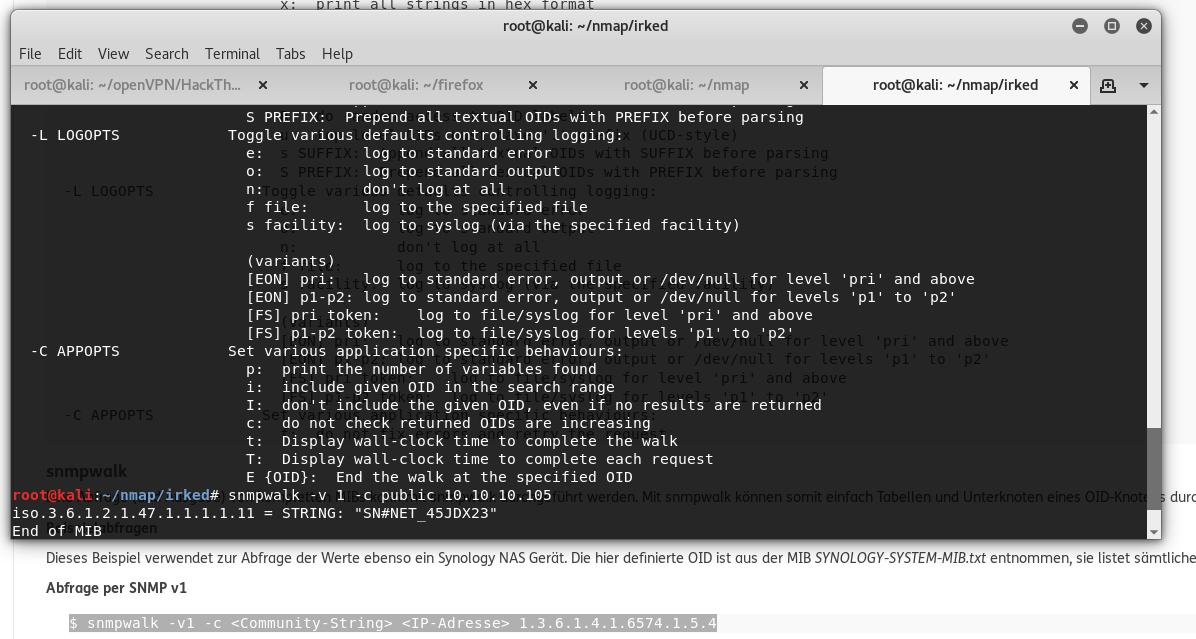 x:  print all strings in hex format
root@kali: ~/nmap/irked
File Edit View Search Terminal Tabs Help
root@kali: ~/openVPN/HackTh... root@kali: ~/firefox root@kali: ~/nmap root@kali: ~/nmap/irked
S PREFIX:  Prepend all textual OIDs with PREFIX before parsing
-L LOGOPTS            Toggle various defaults controlling logging:
e:           log to standard error
o:           log to standard output
n:           don't log at all
f file:      log to the specified file
s facility:  log to syslog (via the specified facility)
(variants)
[EON] pri:   log to standard error, output or /dev/null for level 'pri' and above
[EON] p1-p2: log to standard error, output or /dev/null for levels 'p1' to 'p2'
[FS] pri token:    log to file/syslog for level 'pri' and above
[FS] p1-p2 token:  log to file/syslog for levels 'p1' to 'p2'
-C APPOPTS            Set various application specific behaviours:
p:  print the number of variables found
i:  include given OID in the search range
I:  don't include the given OID, even if no results are returned
c:  do not check returned OIDs are increasing
t:  Display wall-clock time to complete the walk
T:  Display wall-clock time to complete each request
E {OID}:  End the walk at the specified OID
root@kali:~/nmap/irked# snmpwalk -v 1 -c public 10.10.10.105
iso.3.6.1.2.1.47.1.1.1.1.11 = STRING: "SN#NET_45JDX23"
End of MIB
snmpwalk
führt werden. Mit snmpwalk können somit einfach Tabellen und Unterknoten eines OID-Knotens durc
Dieses Beispiel verwendet zur Abfrage der Werte ebenso ein Synology NAS Gerät. Die hier definierte OID ist aus der MIB SYNOLOGY-SYSTEM-MIB.txt entnommen, sie listet sämtliche
Abfrage per SNMP v1
$ snmpwalk -v1 -c <Community-String> <IP-Adresse> 1.3.6.1.4.1.6574.1.5.4